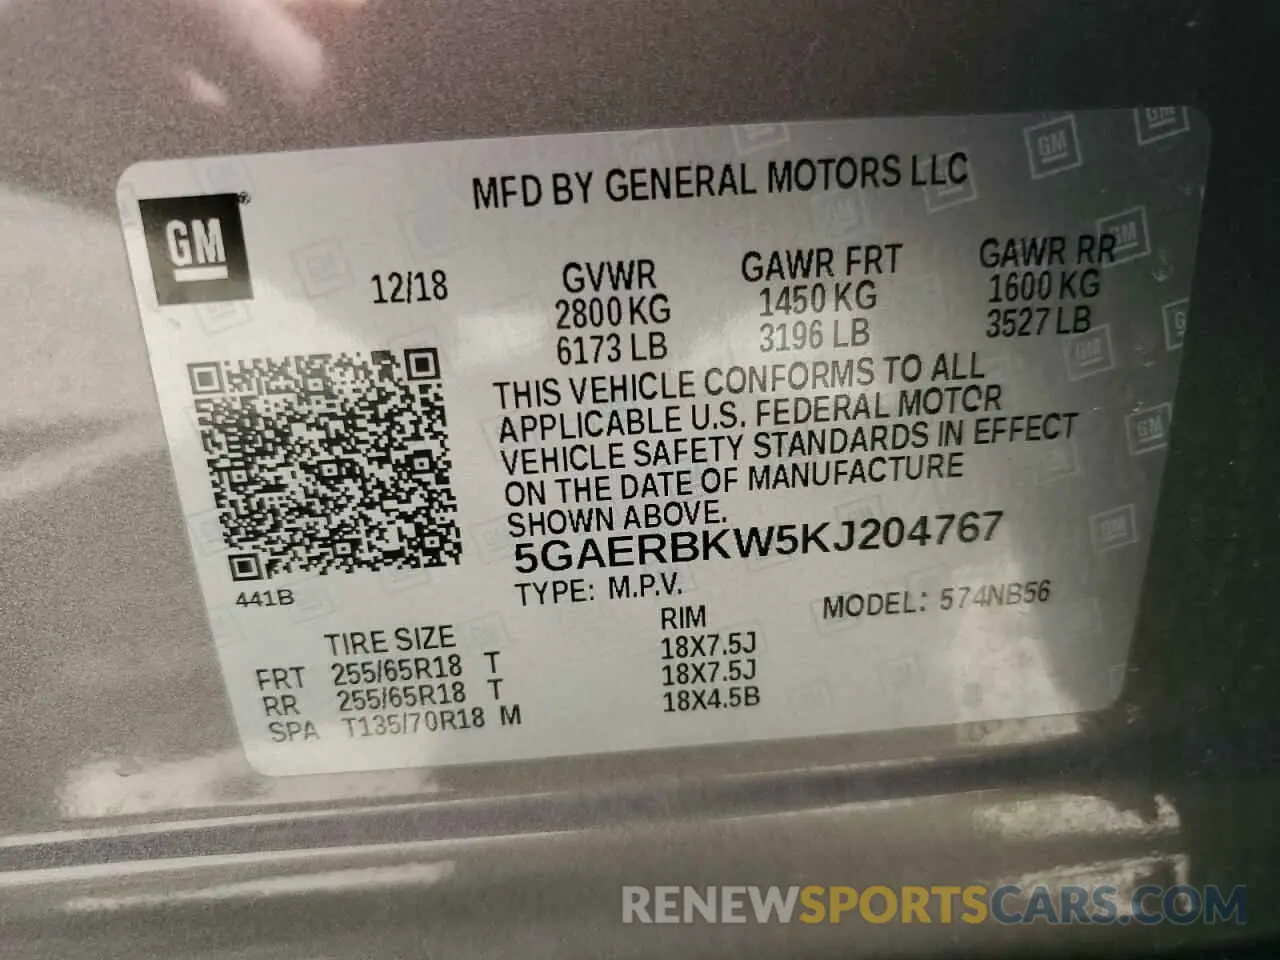 MFD BY GENERAL MOTORS LLC
GM®
12/18
GVWR
2800 KG
6173 LB
GAWR FRT
1450 KG
3196 LB
GAWR RR
1600 KG
3527 LB
THIS VEHICLE CONFORMS TO ALL
APPLICABLE U.S. FEDERAL MOTOR
VEHICLE SAFETY STANDARDS IN EFFECT
ON THE DATE OF MANUFACTURE
SHOWN ABOVE.
5GAERBKW5KJ204767
TYPE: M.P.V.
MODEL: 574NB56
441B
TIRE SIZE RIM
FRT 255/65R18 T 18X7.5J
RR 255/65R18 T 18X7.5J
SPA T135/70R18 M 18X4.5B
RENEWSPORTSCARS.COM